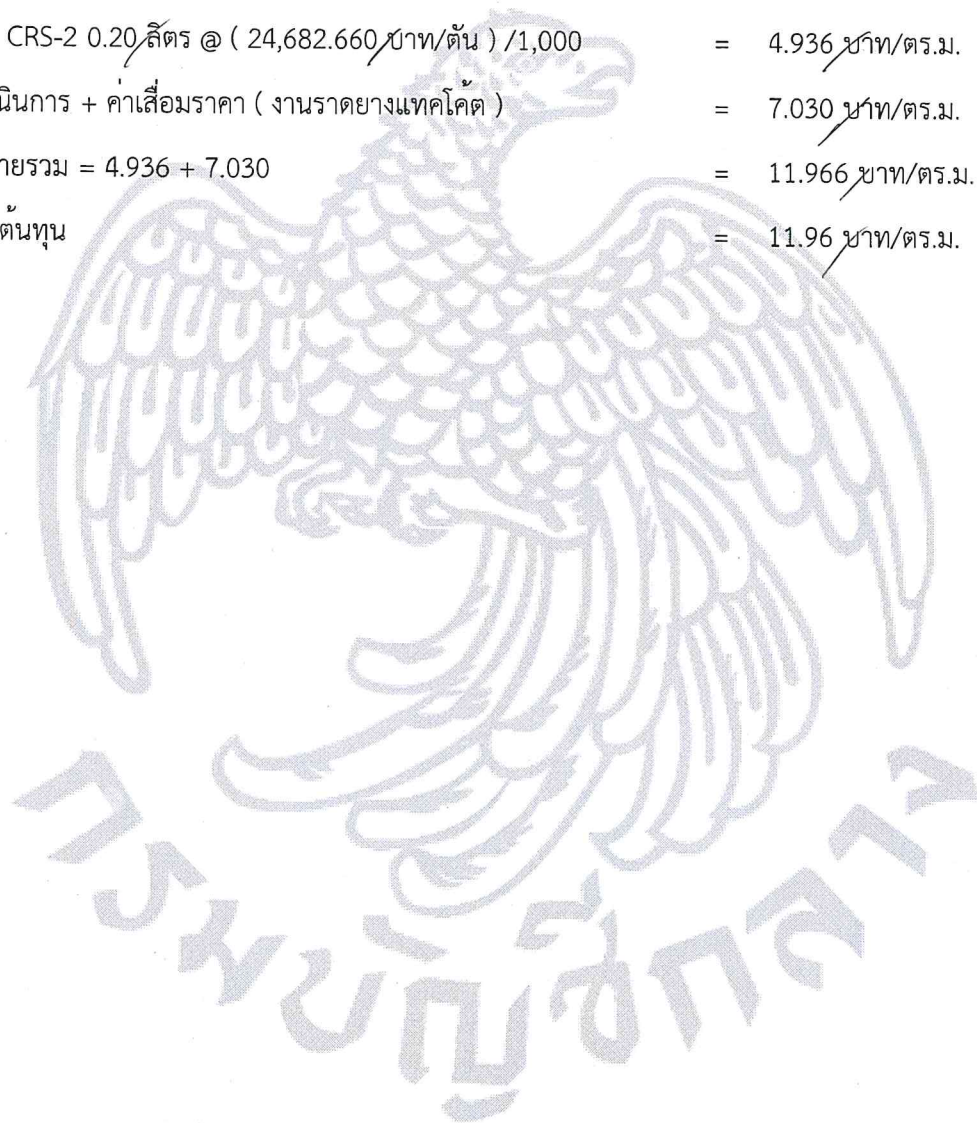 CRS-2 0.20 ลิตร @ ( 24,682.660 บาท/ตัน ) /1,000 = 4.936 บาท/ตร.ม.
นินการ + ค่าเสื่อมราคา ( งานราดยางแทคโค้ต ) = 7.030 บาท/ตร.ม.
ายรวม = 4.936 + 7.030 = 11.966 บาท/ตร.ม.
ต้นทุน = 11.96 บาท/ตร.ม.
กรมบัญชีกลาง